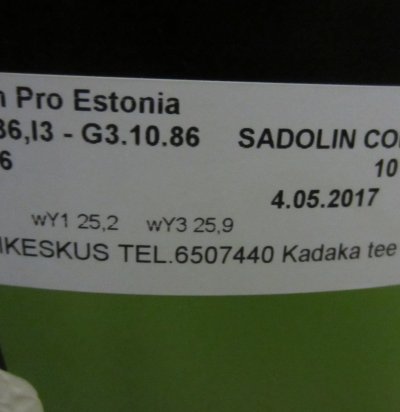 n Pro Estonia
86,I3 - G3.10.86 SADOLIN CO
6 10
4.05.2017
wY1 25,2 wY3 25,9
IKESKUS TEL.6507440 Kadaka tee